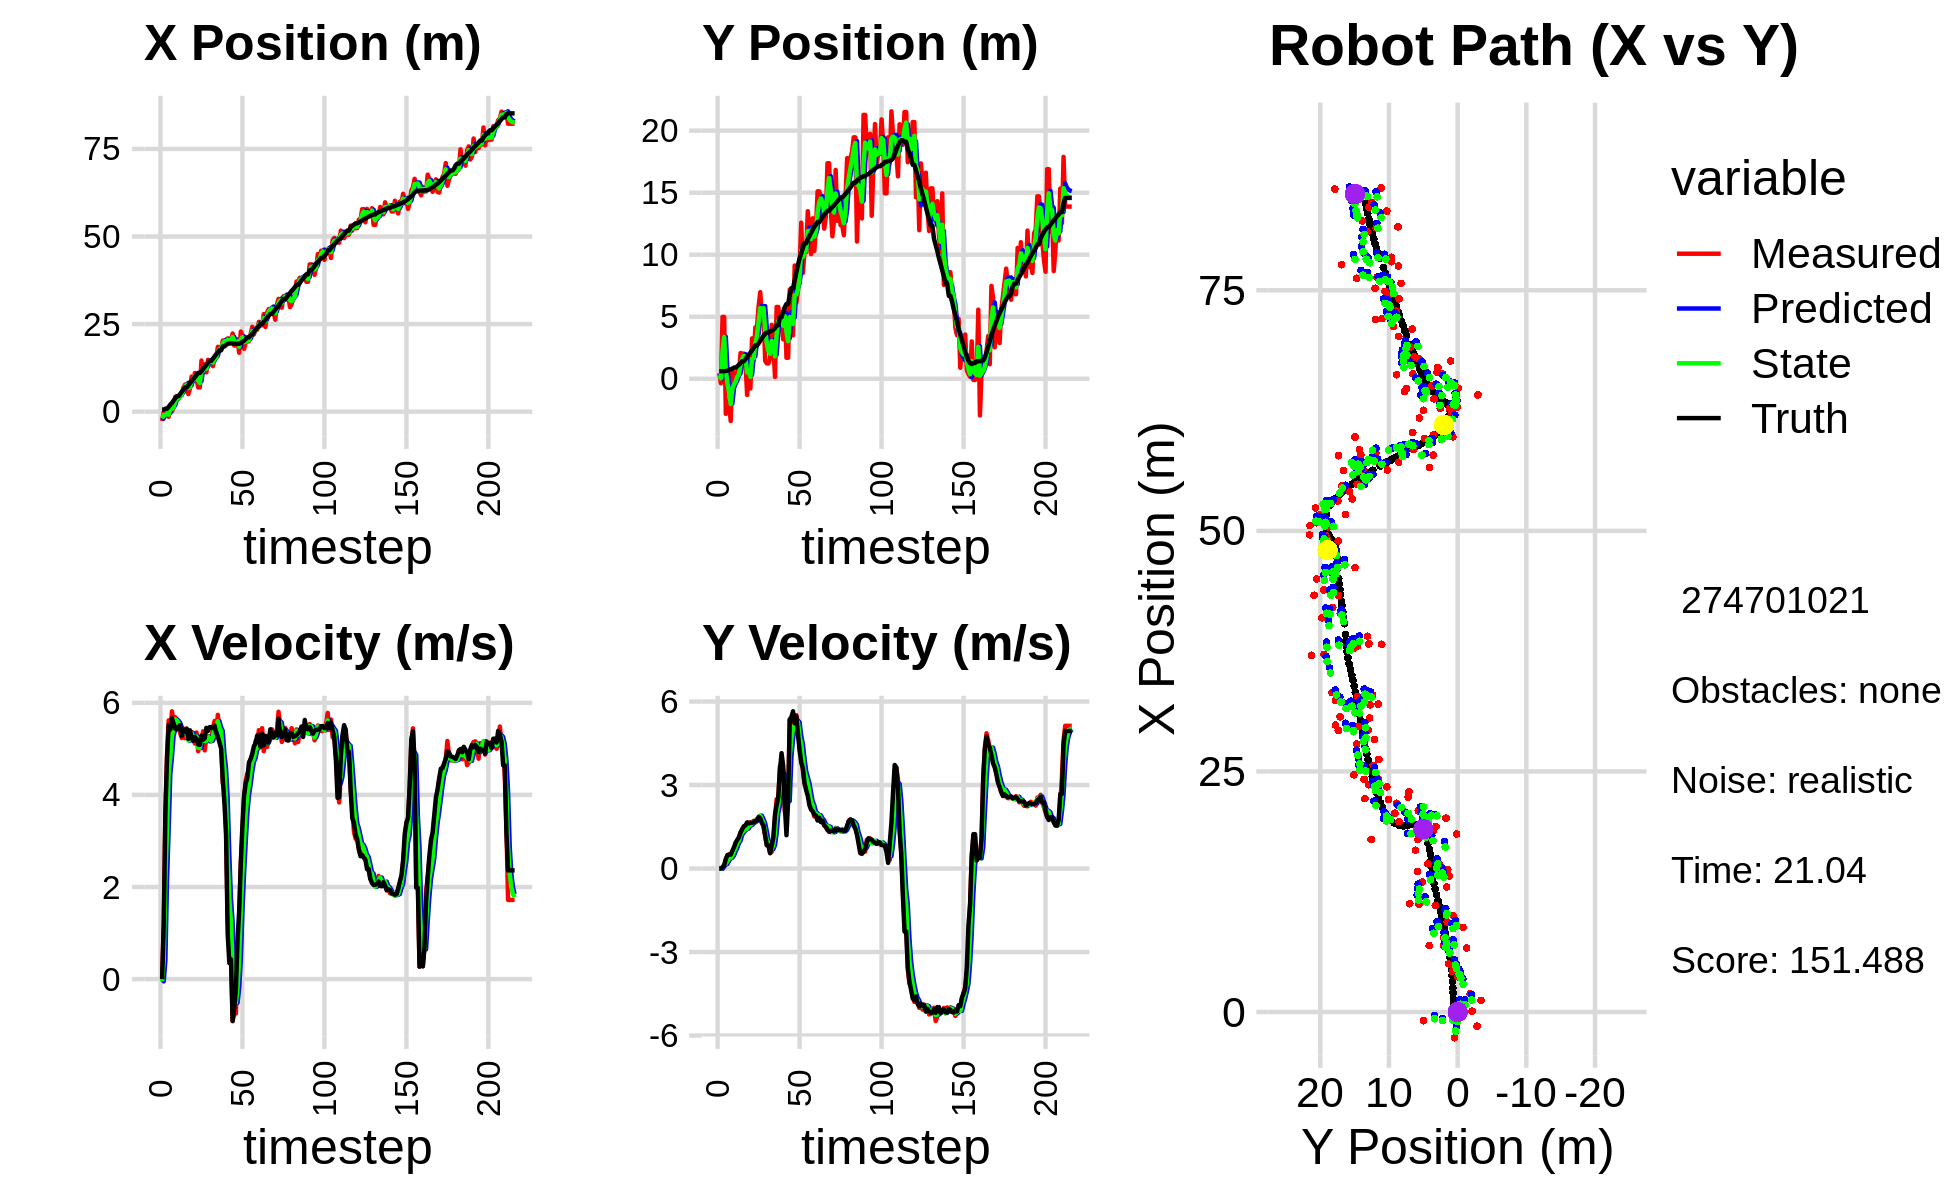 X Position (m)
75
50
25
0
0
50
100
150
200
timestep
Y Position (m)
20
15
10
5
0
0
50
100
150
200
timestep
X Velocity (m/s)
6
4
2
0
0
50
100
150
200
timestep
Y Velocity (m/s)
6
3
0
-3
-6
0
50
100
150
200
timestep
Robot Path (X vs Y)
X Position (m)
75
50
25
0
20 10 0 -10 -20
Y Position (m)
variable
Measured
Predicted
State
Truth
274701021
Obstacles: none
Noise: realistic
Time: 21.04
Score: 151.488